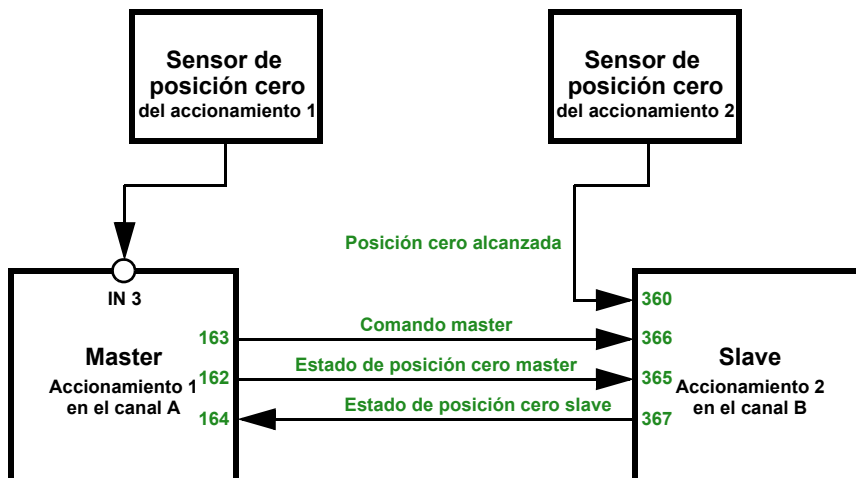 Sensor de
posición cero
del accionamiento 1
Sensor de
posición cero
del accionamiento 2
Posición cero alcanzada
IN 3
360
163
Comando master
366
Master
Slave
162
Estado de posición cero master
365
Accionamiento 1
en el canal A
Accionamiento 2
en el canal B
164
Estado de posición cero slave
367